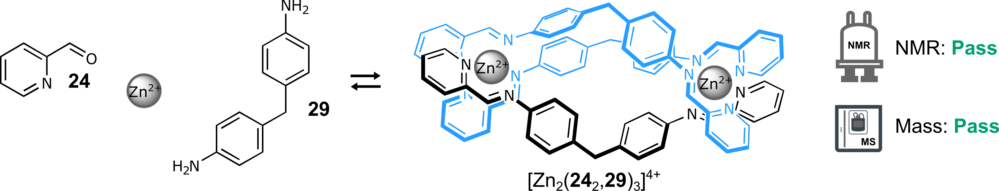 NH₂
O
N
24
Zn²⁺
29
H₂N
N
N
Zn²⁺
N
N
N
N
N
Zn²⁺
N
N
N
N
N
[Zn₂(24₂,29)₃]⁴⁺
NMR
NMR: Pass
MS
Mass: Pass